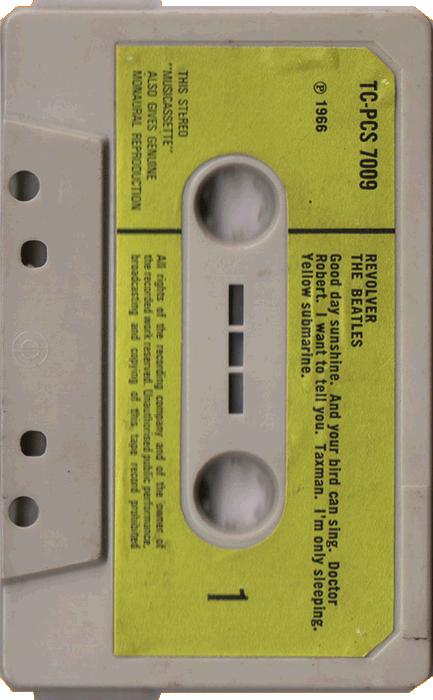 TC-PCS 7009
℗ 1966
THIS STEREO
"MUSICASSETTE"
ALSO GIVES GENUINE
MONAURAL REPRODUCTION
REVOLVER
THE BEATLES
Good day sunshine. And your bird can sing. Doctor
Robert. I want to tell you. Taxman. I'm only sleeping.
Yellow submarine.
1
All rights of the recording company and of the owner of
the recorded work reserved. Unauthorised public performance,
broadcasting and copying of this tape record prohibited